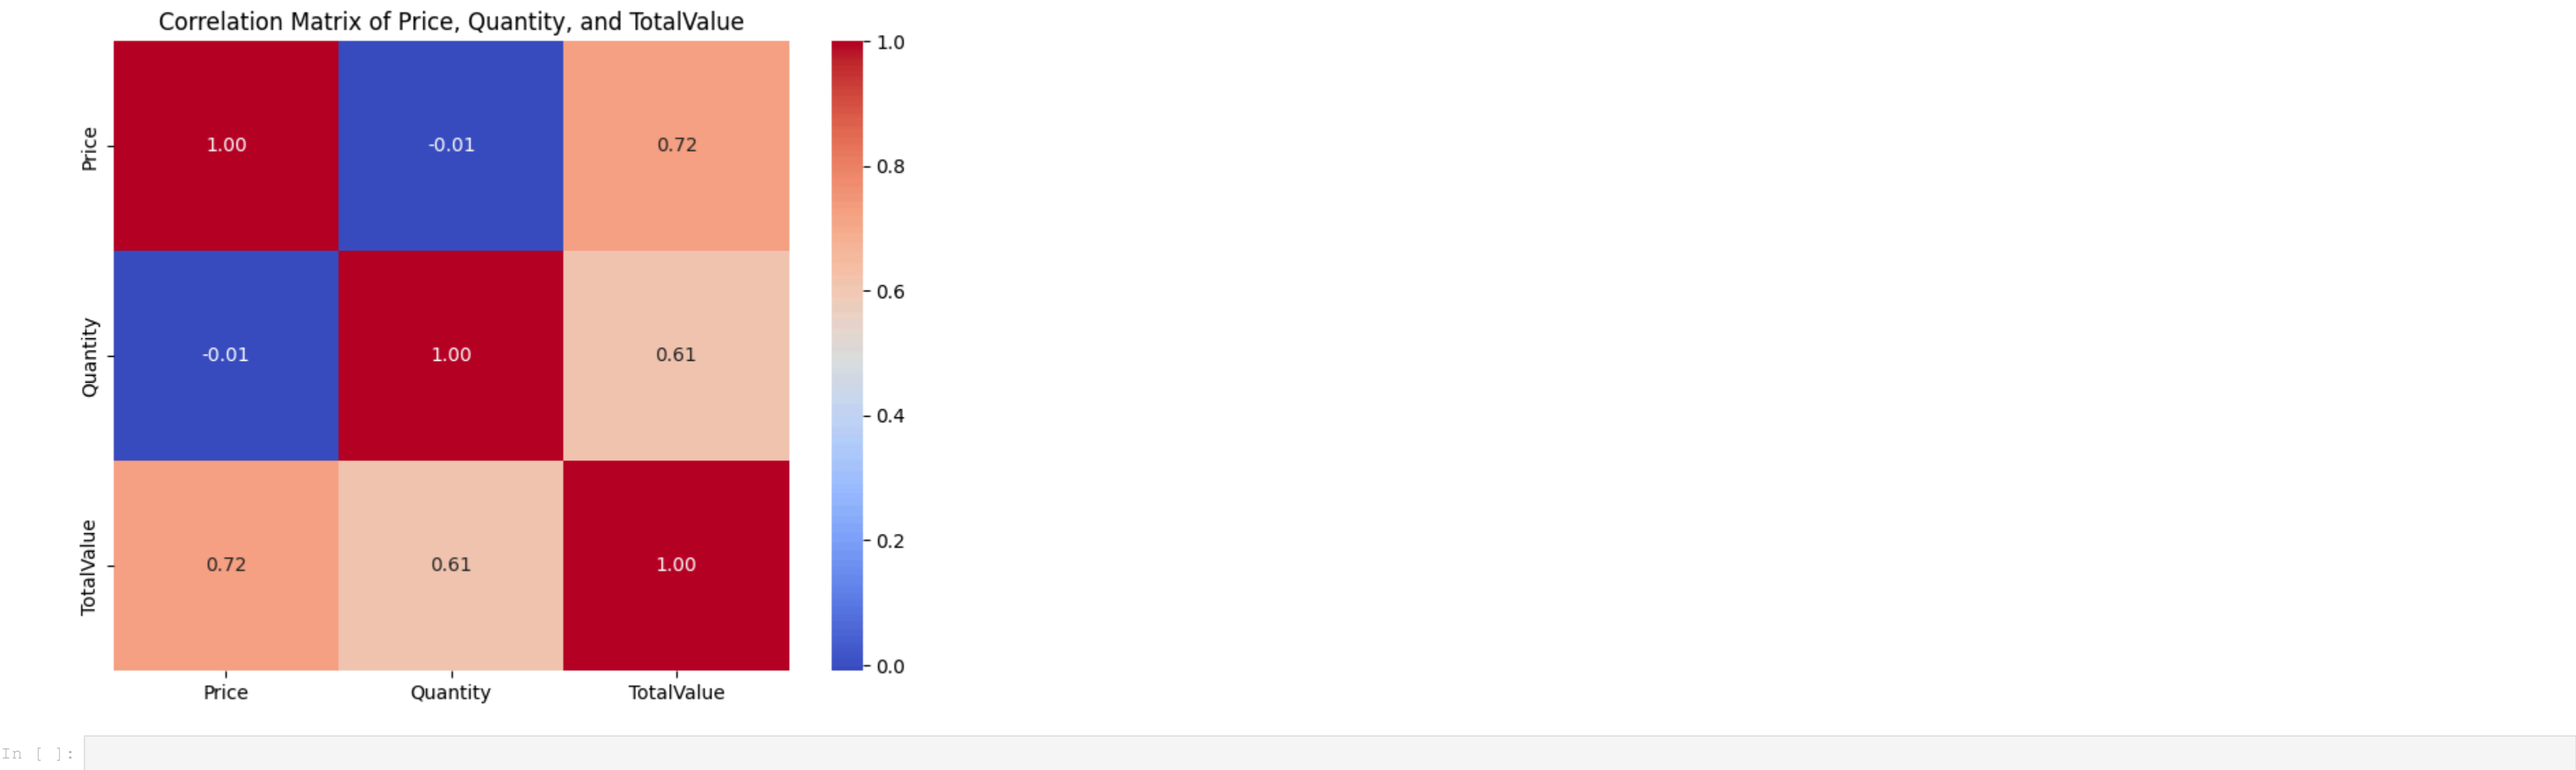 Correlation Matrix of Price, Quantity, and TotalValue
1.0
Price
1.00
-0.01
0.72
0.8
0.6
Quantity
-0.01
1.00
0.61
0.4
0.2
TotalValue
0.72
0.61
1.00
0.0
Price
Quantity
TotalValue
In [ ]: